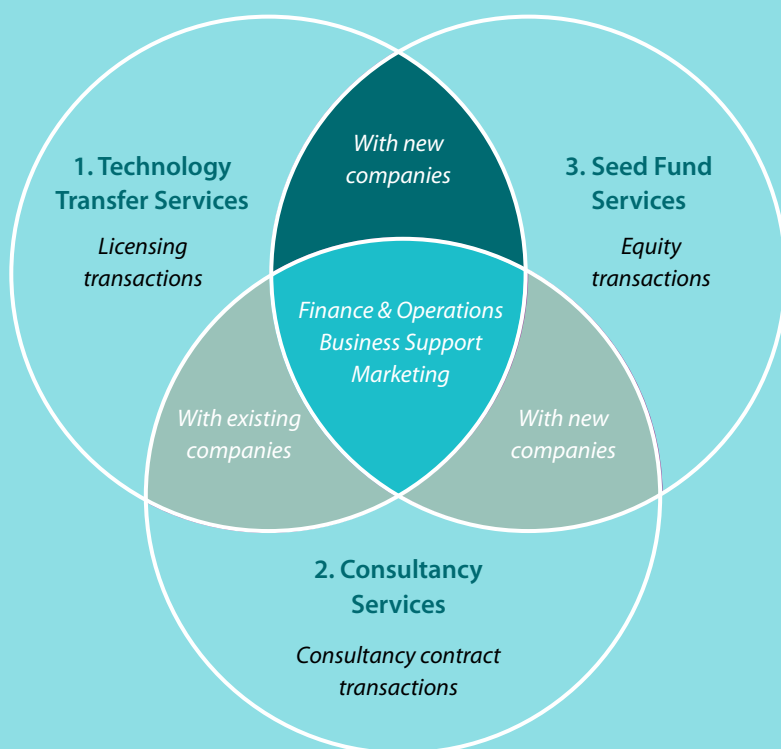 With new
companies
1. Technology
Transfer Services
Licensing
transactions
3. Seed Fund
Services
Equity
transactions
Finance & Operations
Business Support
Marketing
With existing
companies
With new
companies
2. Consultancy
Services
Consultancy contract
transactions